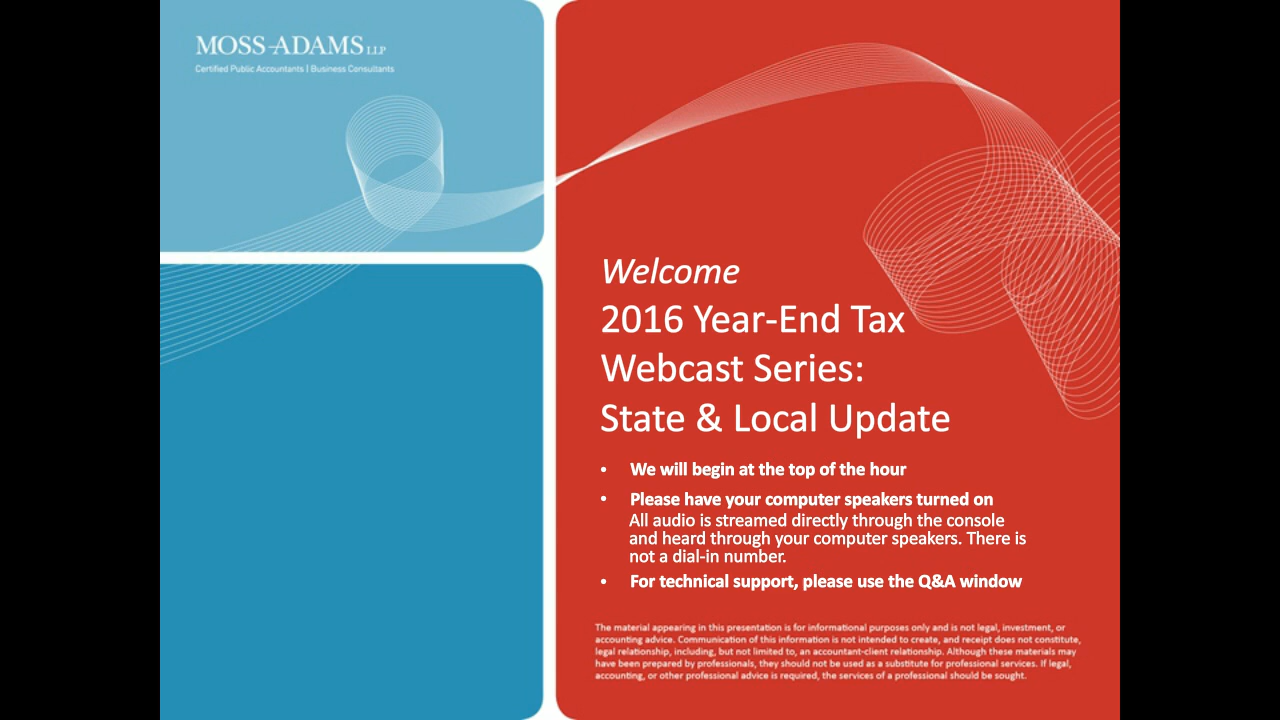 MOSS-ADAMS LLP
Certified Public Accountants | Business Consultants
Welcome
2016 Year-End Tax
Webcast Series:
State & Local Update
• We will begin at the top of the hour
• Please have your computer speakers turned on
All audio is streamed directly through the console
and heard through your computer speakers. There is
not a dial-in number.
• For technical support, please use the Q&A window
The material appearing in this presentation is for informational purposes only and is not legal, investment, or
accounting advice. Communication of this information is not intended to create, and receipt does not constitute,
legal relationship, including, but not limited to, an accountant-client relationship. Although these materials may
have been prepared by professionals, they should not be used as a substitute for professional services. If legal,
accounting, or other professional advice is required, the services of a professional should be sought.